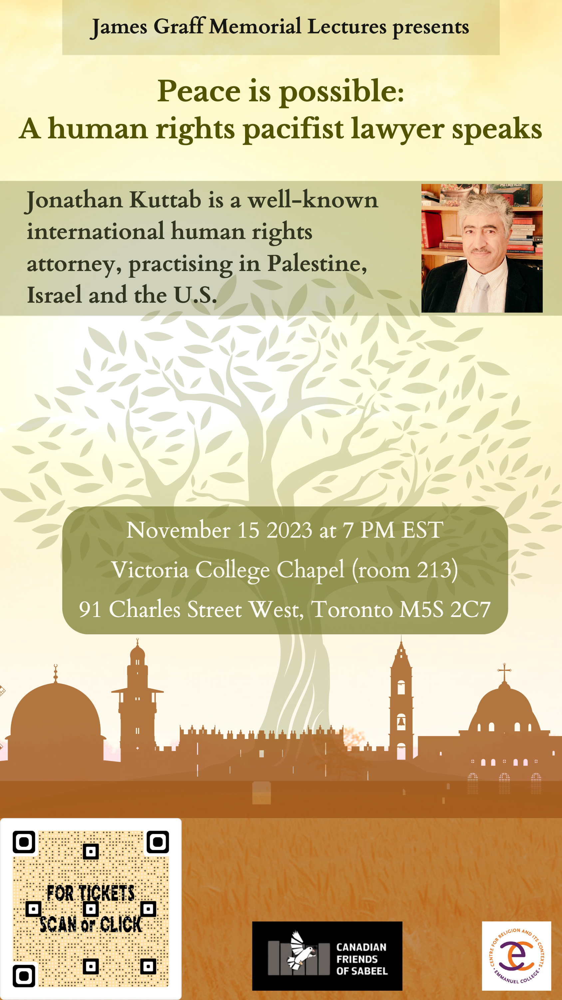 James Graff Memorial Lectures presents
Peace is possible:
A human rights pacifist lawyer speaks
Jonathan Kuttab is a well-known
international human rights
attorney, practising in Palestine,
Israel and the U.S.
America
November 15 2023 at 7 PM EST
Victoria College Chapel (room 213)
91 Charles Street West, Toronto M5S 2C7
FOR TICKETS
SCAN or CLICK
CANADIAN
FRIENDS
OF SABEEL
CENTRE FOR RELIGION AND ITS CONTEXTS
• EMMANUEL COLLEGE •